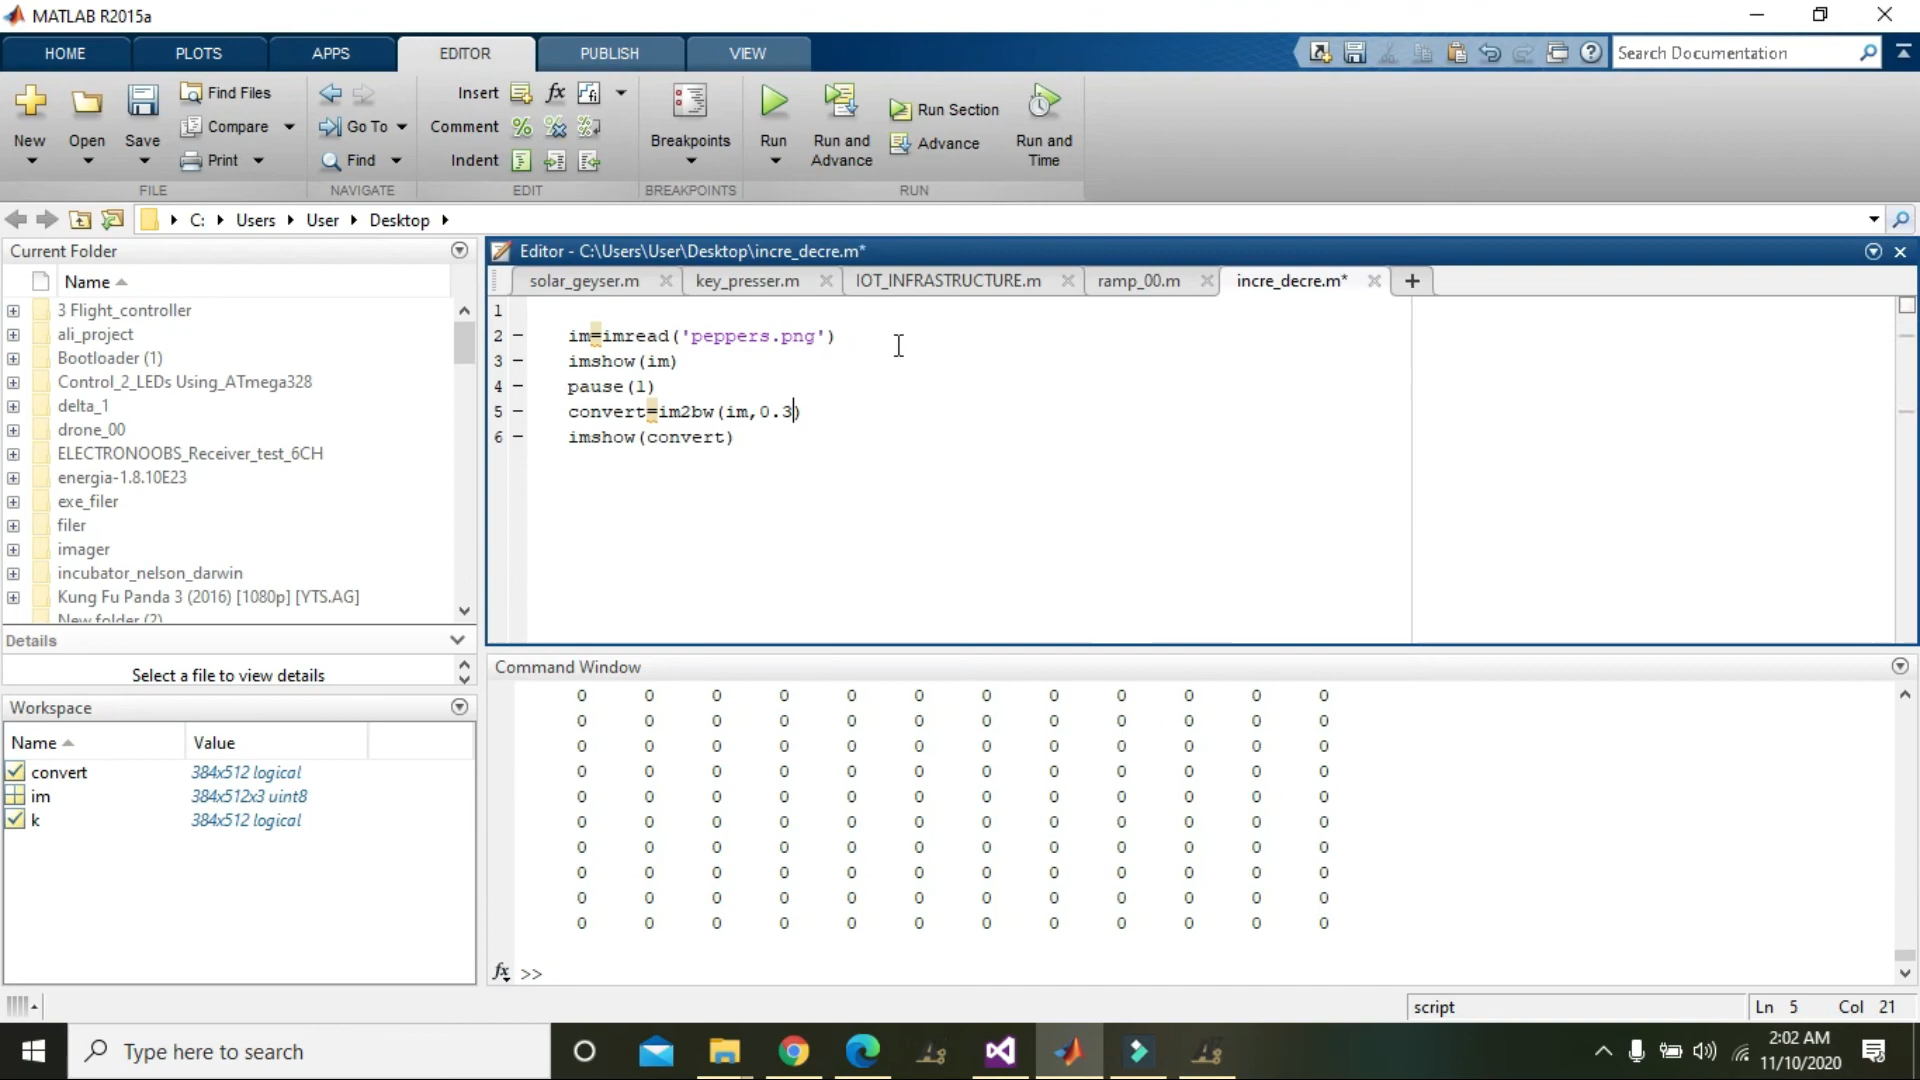 MATLAB R2015a
HOME PLOTS APPS EDITOR PUBLISH VIEW
Search Documentation
New Open Save
Find Files
Compare
Print
FILE
Go To
Find
NAVIGATE
Insert
Comment
Indent
EDIT
Breakpoints
BREAKPOINTS
Run
Run and Advance
Run Section
Advance
Run and Time
RUN
C: Users User Desktop
Current Folder
Name
3 Flight_controller
ali_project
Bootloader (1)
Control_2_LEDs Using_ATmega328
delta_1
drone_00
ELECTRONOOBS_Receiver_test_6CH
energia-1.8.10E23
exe_filer
filer
imager
incubator_nelson_darwin
Kung Fu Panda 3 (2016) [1080p] [YTS.AG]
New folder (2)
Details
Select a file to view details
Workspace
Name Value
convert 384x512 logical
im 384x512x3 uint8
k 384x512 logical
Editor - C:\Users\User\Desktop\incre_decre.m*
solar_geyser.m key_presser.m IOT_INFRASTRUCTURE.m ramp_00.m incre_decre.m*
1
2 im=imread('peppers.png')
3 imshow(im)
4 pause(1)
5 convert=im2bw(im,0.3)
6 imshow(convert)
Command Window
0 0 0 0 0 0 0 0 0 0 0 0
0 0 0 0 0 0 0 0 0 0 0 0
0 0 0 0 0 0 0 0 0 0 0 0
0 0 0 0 0 0 0 0 0 0 0 0
0 0 0 0 0 0 0 0 0 0 0 0
0 0 0 0 0 0 0 0 0 0 0 0
0 0 0 0 0 0 0 0 0 0 0 0
0 0 0 0 0 0 0 0 0 0 0 0
0 0 0 0 0 0 0 0 0 0 0 0
0 0 0 0 0 0 0 0 0 0 0 0
fx >>
script Ln 5 Col 21
Type here to search
2:02 AM
11/10/2020